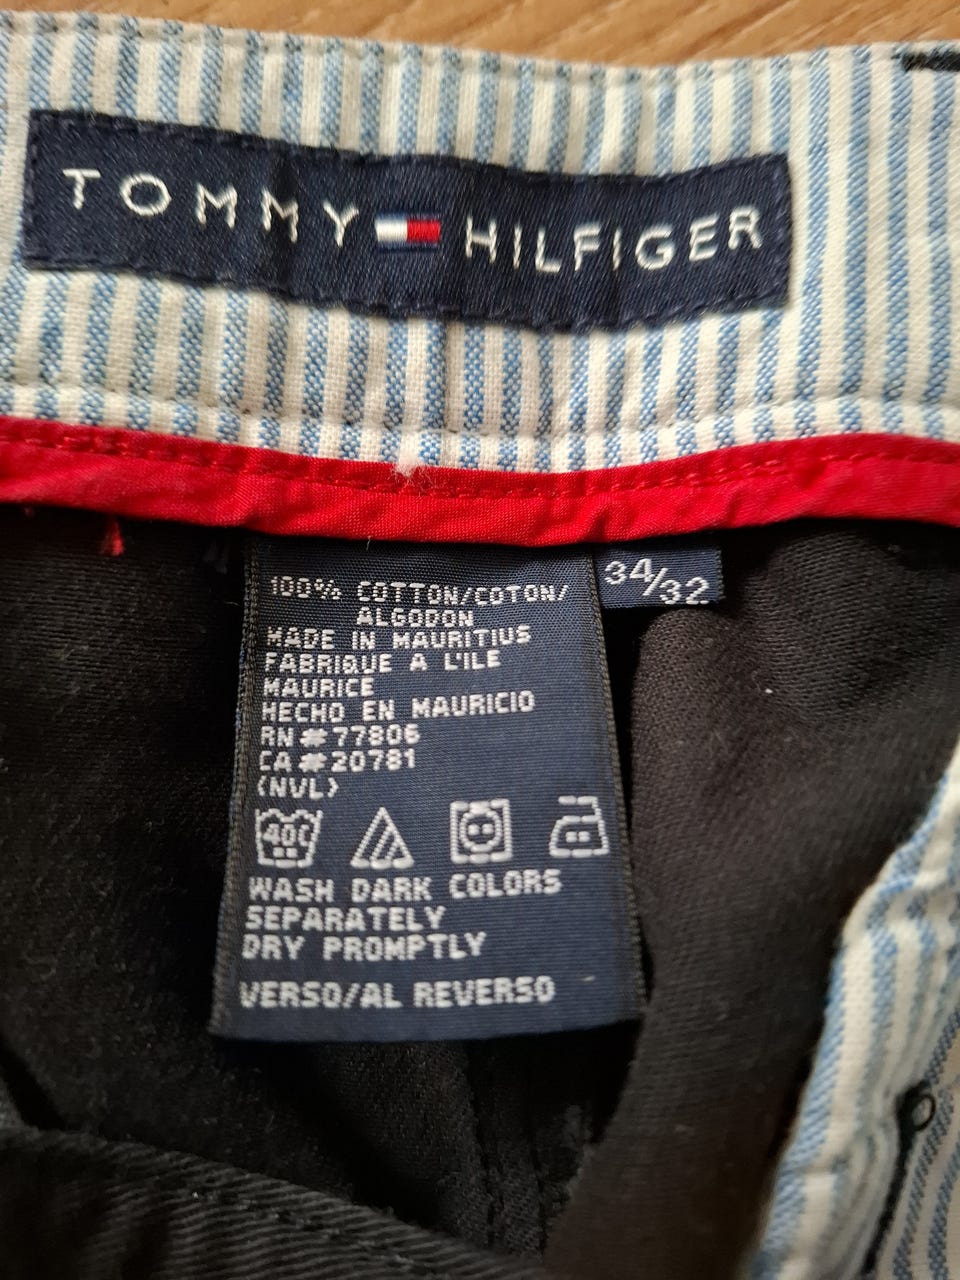 TOMMY HILFIGER
34/32
100% COTTON/COTON/
ALGODON
MADE IN MAURITIUS
FABRIQUE A L'ILE
MAURICE
HECHO EN MAURICIO
RN#77806
CA#20781
(NVL)
40C
WASH DARK COLORS
SEPARATELY
DRY PROMPTLY
VERSO/AL REVERSO